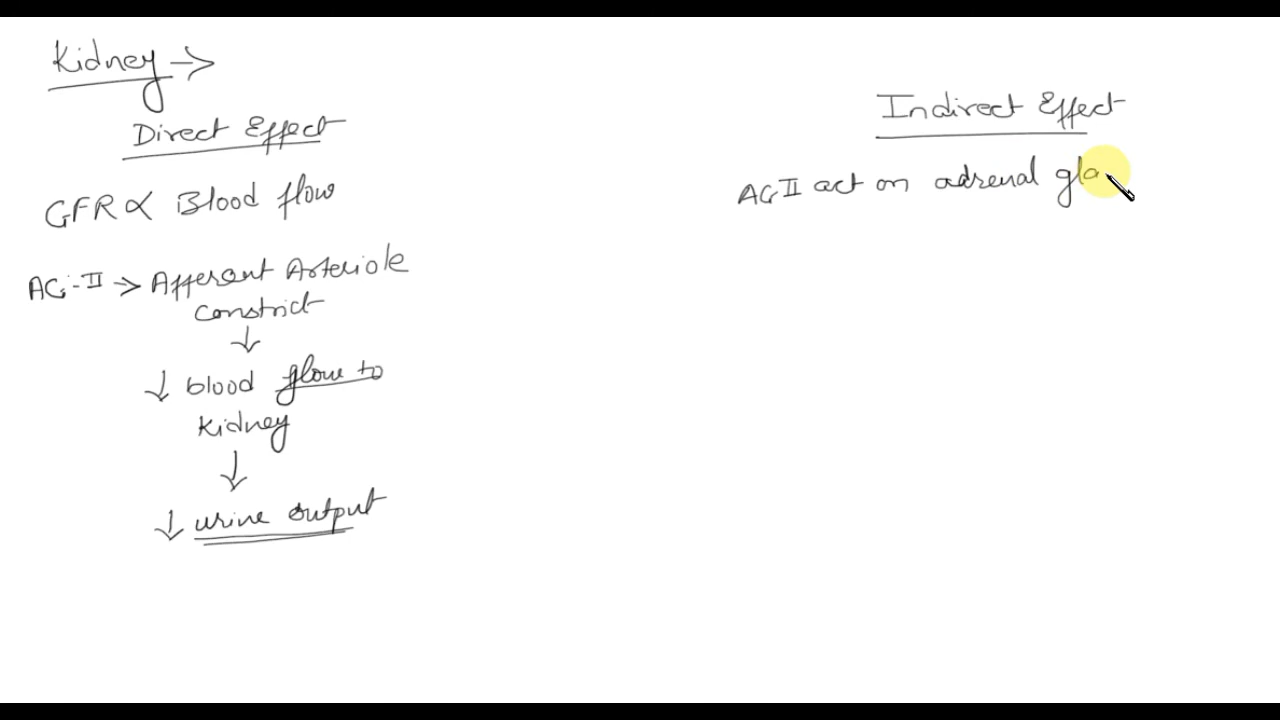 Kidney →
Direct Effect
GFR ∝ Blood flow
AG-II → Afferent Arteriole
Constrict
↓
↓ blood flow to
kidney
↓
↓ urine output
Indirect Effect
AG II act on adrenal gla